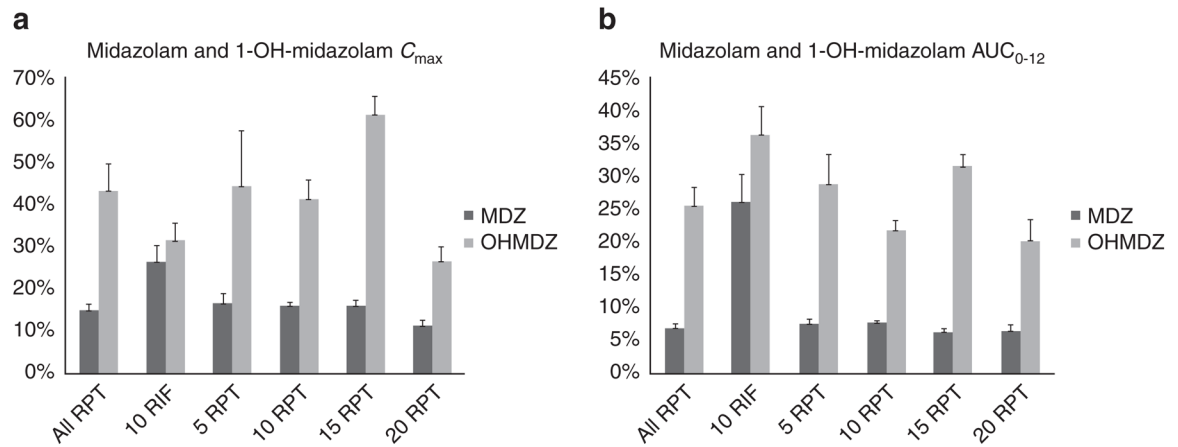 a
Midazolam and 1-OH-midazolam Cmax
70%
60%
50%
40%
30%
20%
10%
0%
All RPT
10 RIF
5 RPT
10 RPT
15 RPT
20 RPT
MDZ
OHMDZ
b
Midazolam and 1-OH-midazolam AUC0-12
45%
40%
35%
30%
25%
20%
15%
10%
5%
0%
All RPT
10 RIF
5 RPT
10 RPT
15 RPT
20 RPT
MDZ
OHMDZ